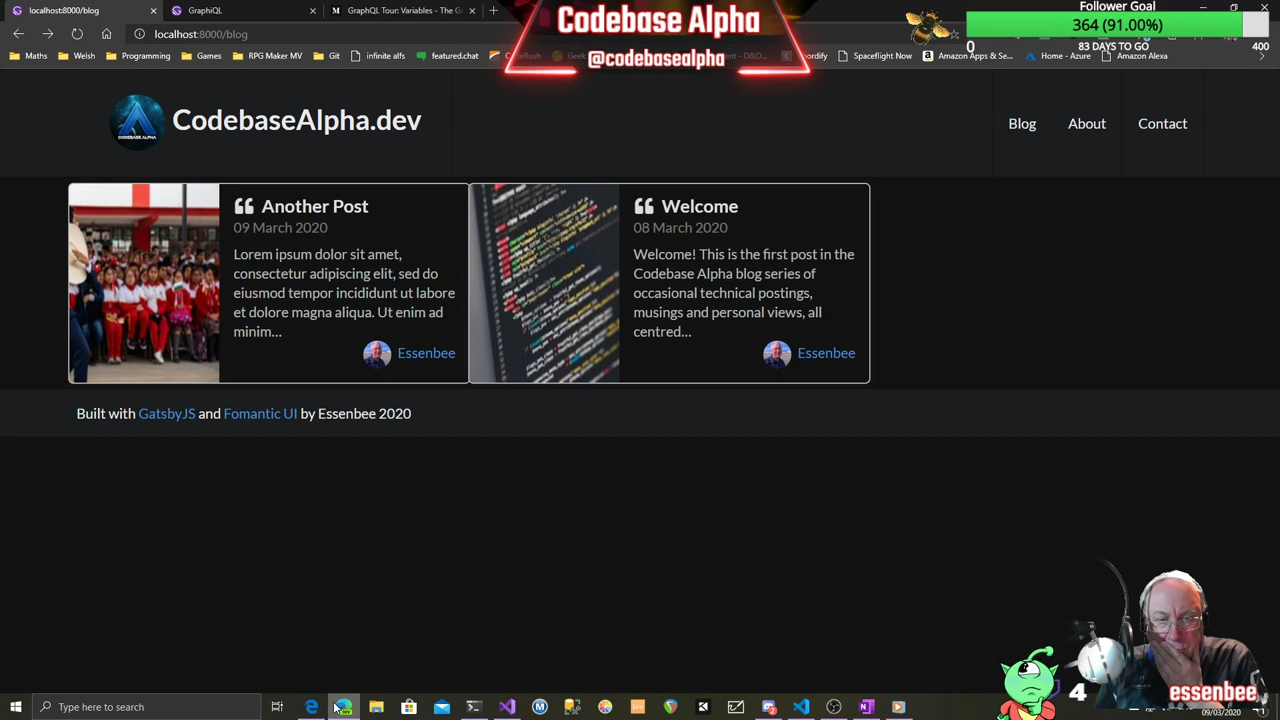 localhost:8000/blog
GraphiQL
GraphQL Tour: Variables - The G
Codebase Alpha
@codebasealpha
Follower Goal
364 (91.00%)
0
83 DAYS TO GO
400
localhost:8000/blog
Maths
Welsh
Programming
Games
RPG Maker MV
Git
infinite alfs
featured.chat
Spaceflight Now
Amazon Apps & Se...
Home - Azure
Amazon Alexa
CODEBASE ALPHA
CodebaseAlpha.dev
Blog
About
Contact
Another Post
09 March 2020
Lorem ipsum dolor sit amet,
consectetur adipiscing elit, sed do
eiusmod tempor incididunt ut labore
et dolore magna aliqua. Ut enim ad
minim...
Essenbee
Welcome
08 March 2020
Welcome! This is the first post in the
Codebase Alpha blog series of
occasional technical postings,
musings and personal views, all
centred...
Essenbee
Built with GatsbyJS and Fomantic UI by Essenbee 2020
4
essenbee
Type here to search
09/03/2020